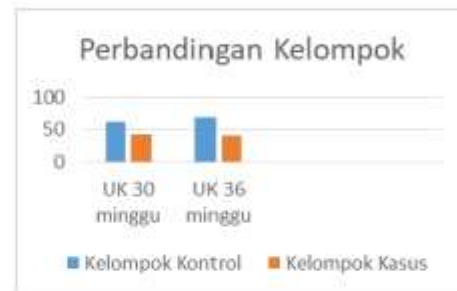 Perbandingan Kelompok
100
50
0
UK 30
minggu
UK 36
minggu
Kelompok Kontrol
Kelompok Kasus